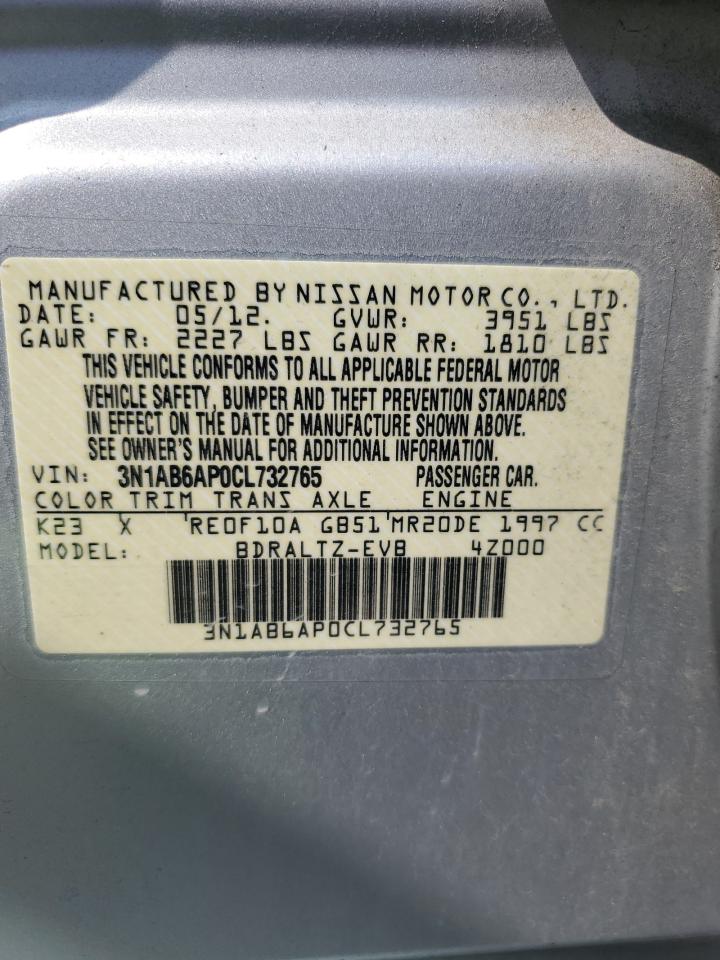 MANUFACTURED BY NISSAN MOTOR CO., LTD.
DATE: 05/12. GVWR: 3951 LBS
GAWR FR: 2227 LBS GAWR RR: 1810 LBS
THIS VEHICLE CONFORMS TO ALL APPLICABLE FEDERAL MOTOR
VEHICLE SAFETY, BUMPER AND THEFT PREVENTION STANDARDS
IN EFFECT ON THE DATE OF MANUFACTURE SHOWN ABOVE.
SEE OWNER'S MANUAL FOR ADDITIONAL INFORMATION.
VIN: 3N1AB6AP0CL732765 PASSENGER CAR.
COLOR TRIM TRANS AXLE ENGINE
K23 X RE0F10A GB51 MR20DE 1997 CC
MODEL: BDRALTZ-EVB 4Z000
3N1AB6AP0CL732765